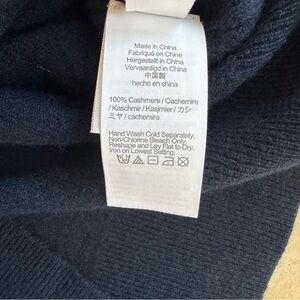 Made in China
Fabriqué en Chine
Hergestellt in China
Vervaardigd in China
中国製
hecho en china
100% Cashmere / Cachemire
/ Kaschmir / Kasjmier / カシ
ミヤ / cachemira
Hand Wash Cold Separately.
Non-Chlorine Bleach Only.
Reshape and Lay Flat to Dry.
Iron on Lowest Setting.